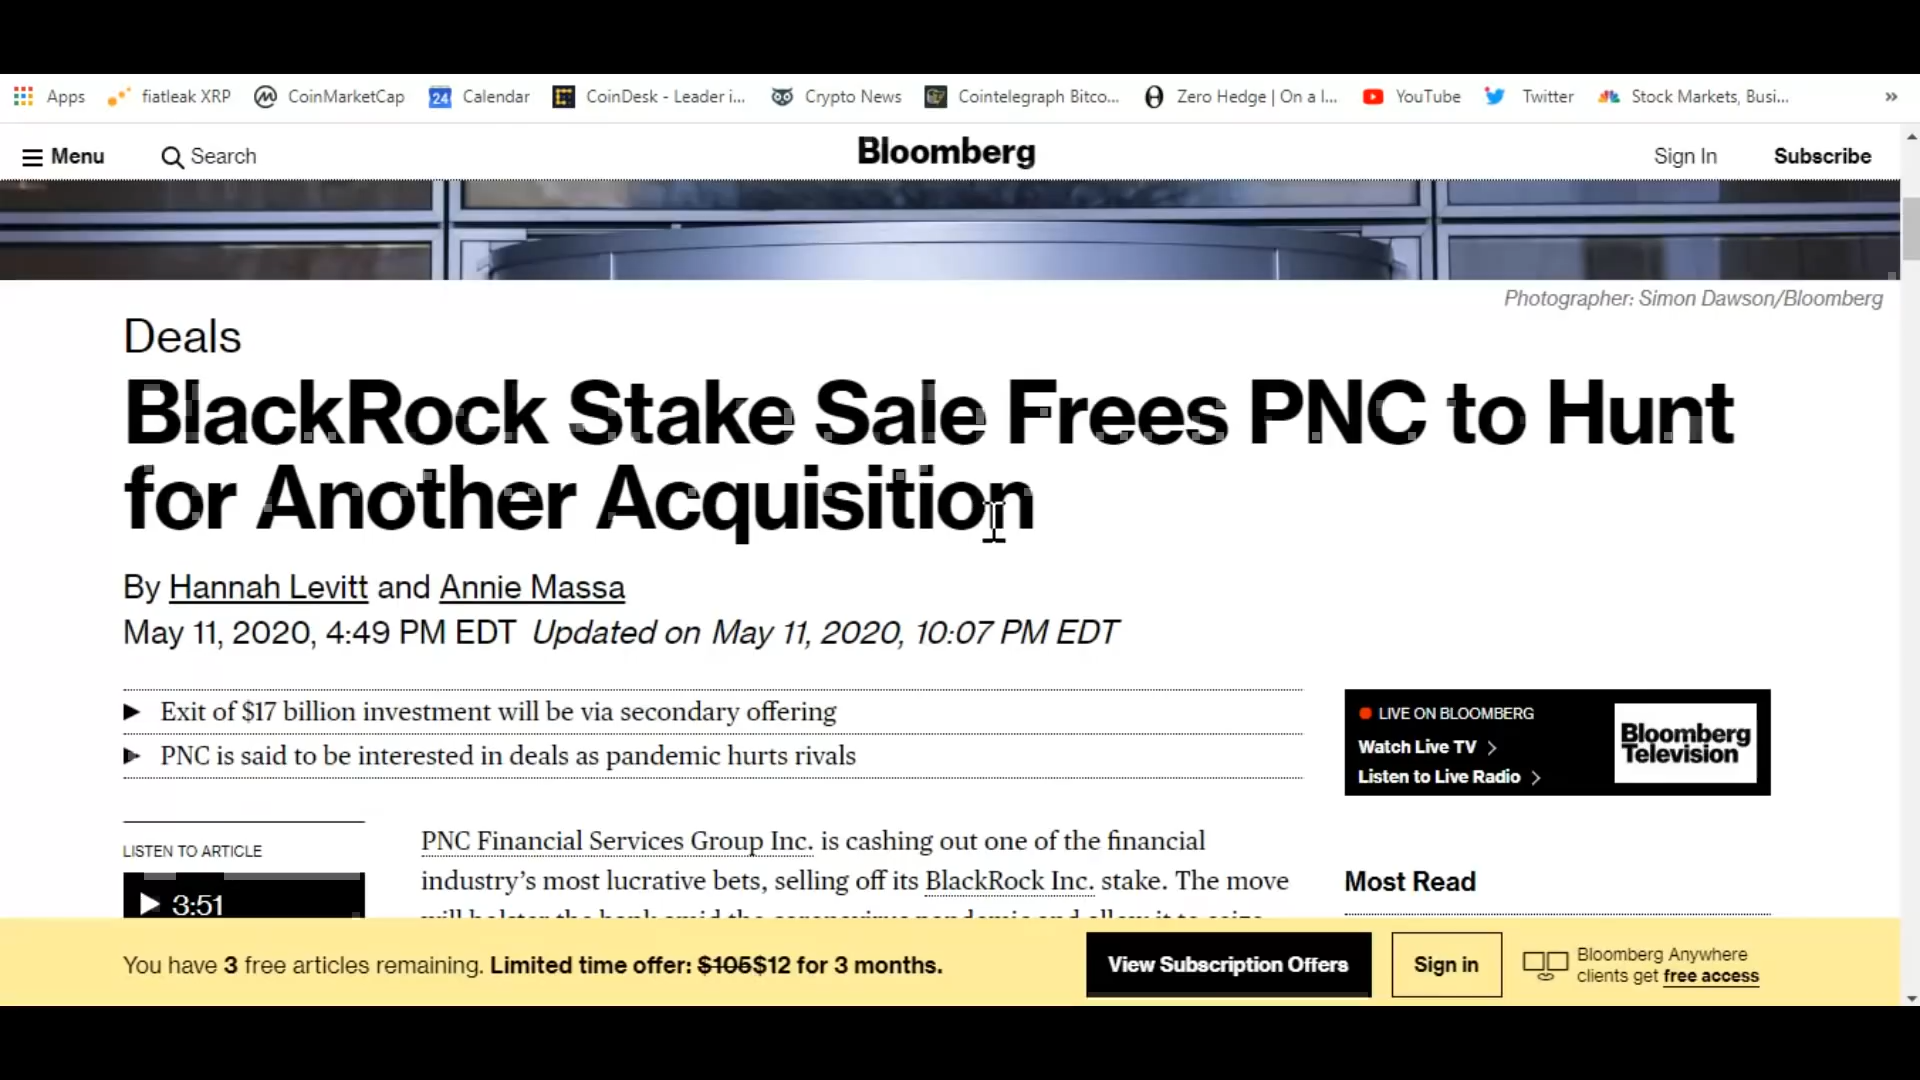 Apps fiatleak XRP CoinMarketCap 24 Calendar CoinDesk - Leader i... Crypto News Cointelegraph Bitco... Zero Hedge | On a l... YouTube Twitter Stock Markets, Busi... »
Menu Search Bloomberg Sign In Subscribe
Photographer: Simon Dawson/Bloomberg
Deals
BlackRock Stake Sale Frees PNC to Hunt
for Another Acquisition
By Hannah Levitt and Annie Massa
May 11, 2020, 4:49 PM EDT Updated on May 11, 2020, 10:07 PM EDT
Exit of $17 billion investment will be via secondary offering
PNC is said to be interested in deals as pandemic hurts rivals
LIVE ON BLOOMBERG
Watch Live TV
Listen to Live Radio
Bloomberg
Television
LISTEN TO ARTICLE
3:51
PNC Financial Services Group Inc. is cashing out one of the financial
industry's most lucrative bets, selling off its BlackRock Inc. stake. The move
Most Read
You have 3 free articles remaining. Limited time offer: $105$12 for 3 months.
View Subscription Offers
Sign in
Bloomberg Anywhere
clients get free access